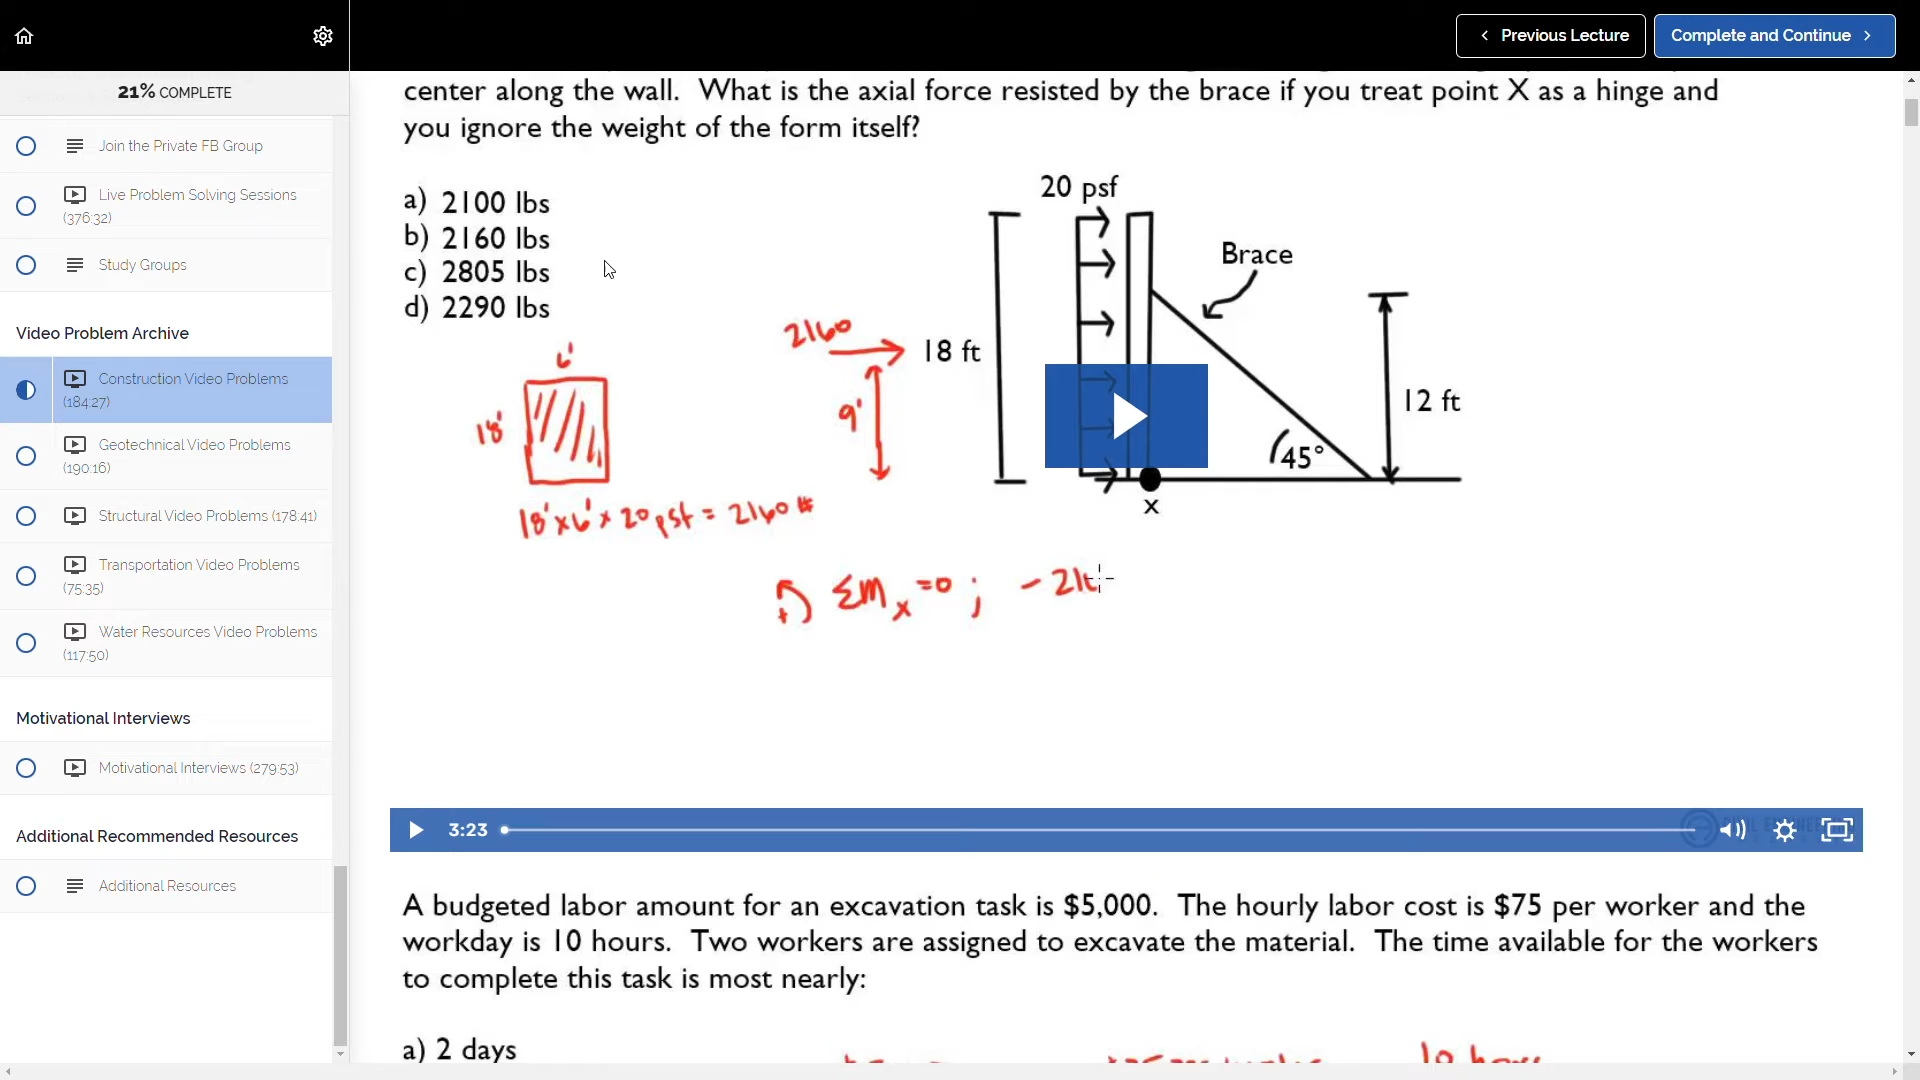 Previous Lecture
Complete and Continue
21% COMPLETE
Join the Private FB Group
Live Problem Solving Sessions
(376:32)
Study Groups
Video Problem Archive
Construction Video Problems
(184:27)
Geotechnical Video Problems
(190:16)
Structural Video Problems (178:41)
Transportation Video Problems
(75:35)
Water Resources Video Problems
(117:50)
Motivational Interviews
Motivational Interviews (279:53)
Additional Recommended Resources
Additional Resources
center along the wall. What is the axial force resisted by the brace if you treat point X as a hinge and
you ignore the weight of the form itself?
a) 2100 lbs
b) 2160 lbs
c) 2805 lbs
d) 2290 lbs
20 psf
Brace
2160
18 ft
12 ft
6'
18'
9'
45°
x
18' x 6' x 20 psf = 2160 #
ΣMx = 0 ; - 21
3:23
A budgeted labor amount for an excavation task is $5,000. The hourly labor cost is $75 per worker and the
workday is 10 hours. Two workers are assigned to excavate the material. The time available for the workers
to complete this task is most nearly:
a) 2 days